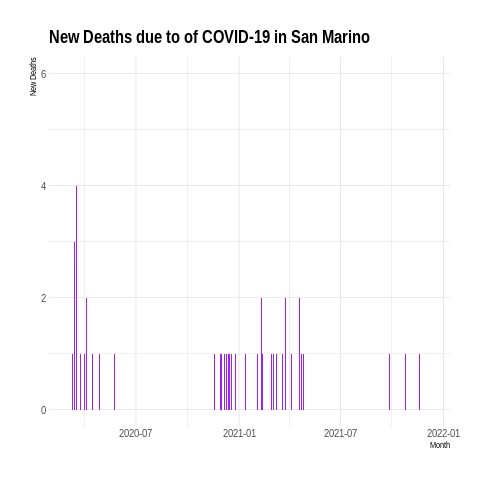 New Deaths due to of COVID-19 in San Marino
New Deaths
6
4
2
0
2020-07
2021-01
2021-07
2022-01
Month